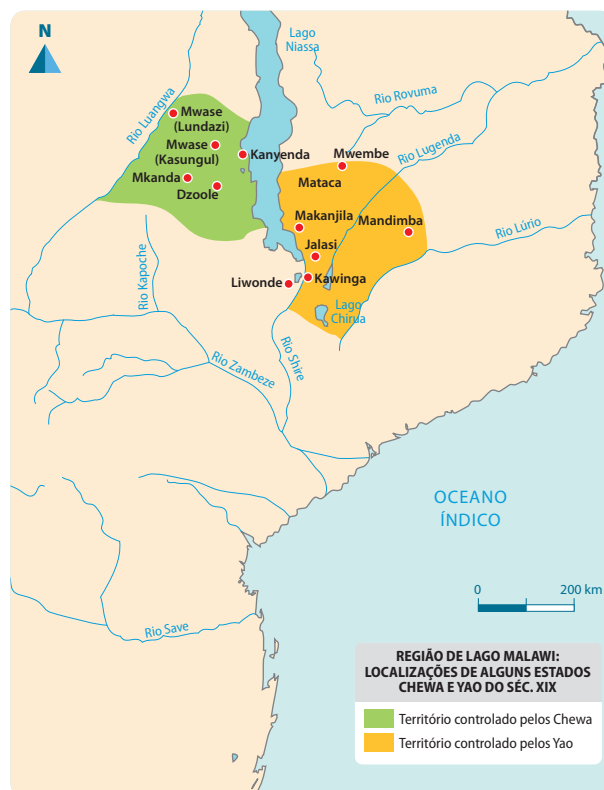 N
Lago
Niassa
Rio Rovuma
Rio Luangwa
Mwase
(Lundazi)
Rio Lugenda
Mwase
(Kasungul)
Kanyenda
Mwembe
Mkanda
Dzoole
Mataca
Makanjila
Mandimba
Rio Lúrio
Jalasi
Rio Kapoche
Liwonde
Kawinga
Lago
Chirua
Rio Shire
Rio Zambeze
OCEANO
ÍNDICO
0 200 km
Rio Save
REGIÃO DE LAGO MALAWI:
LOCALIZAÇÕES DE ALGUNS ESTADOS
CHEWA E YAO DO SÉC. XIX
Território controlado pelos Chewa
Território controlado pelos Yao